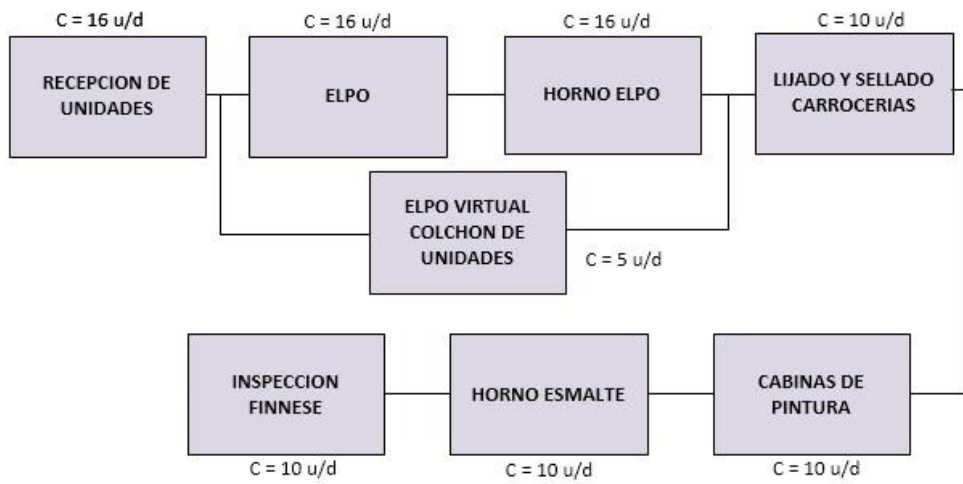 C = 16 u/d
C = 16 u/d
C = 16 u/d
C = 10 u/d
RECEPCION DE
UNIDADES
ELPO
HORNO ELPO
LIJADO Y SELLADO
CARROCERIAS
ELPO VIRTUAL
COLCHON DE
UNIDADES
C = 5 u/d
INSPECCION
FINNESE
HORNO ESMALTE
CABINAS DE
PINTURA
C = 10 u/d
C = 10 u/d
C = 10 u/d